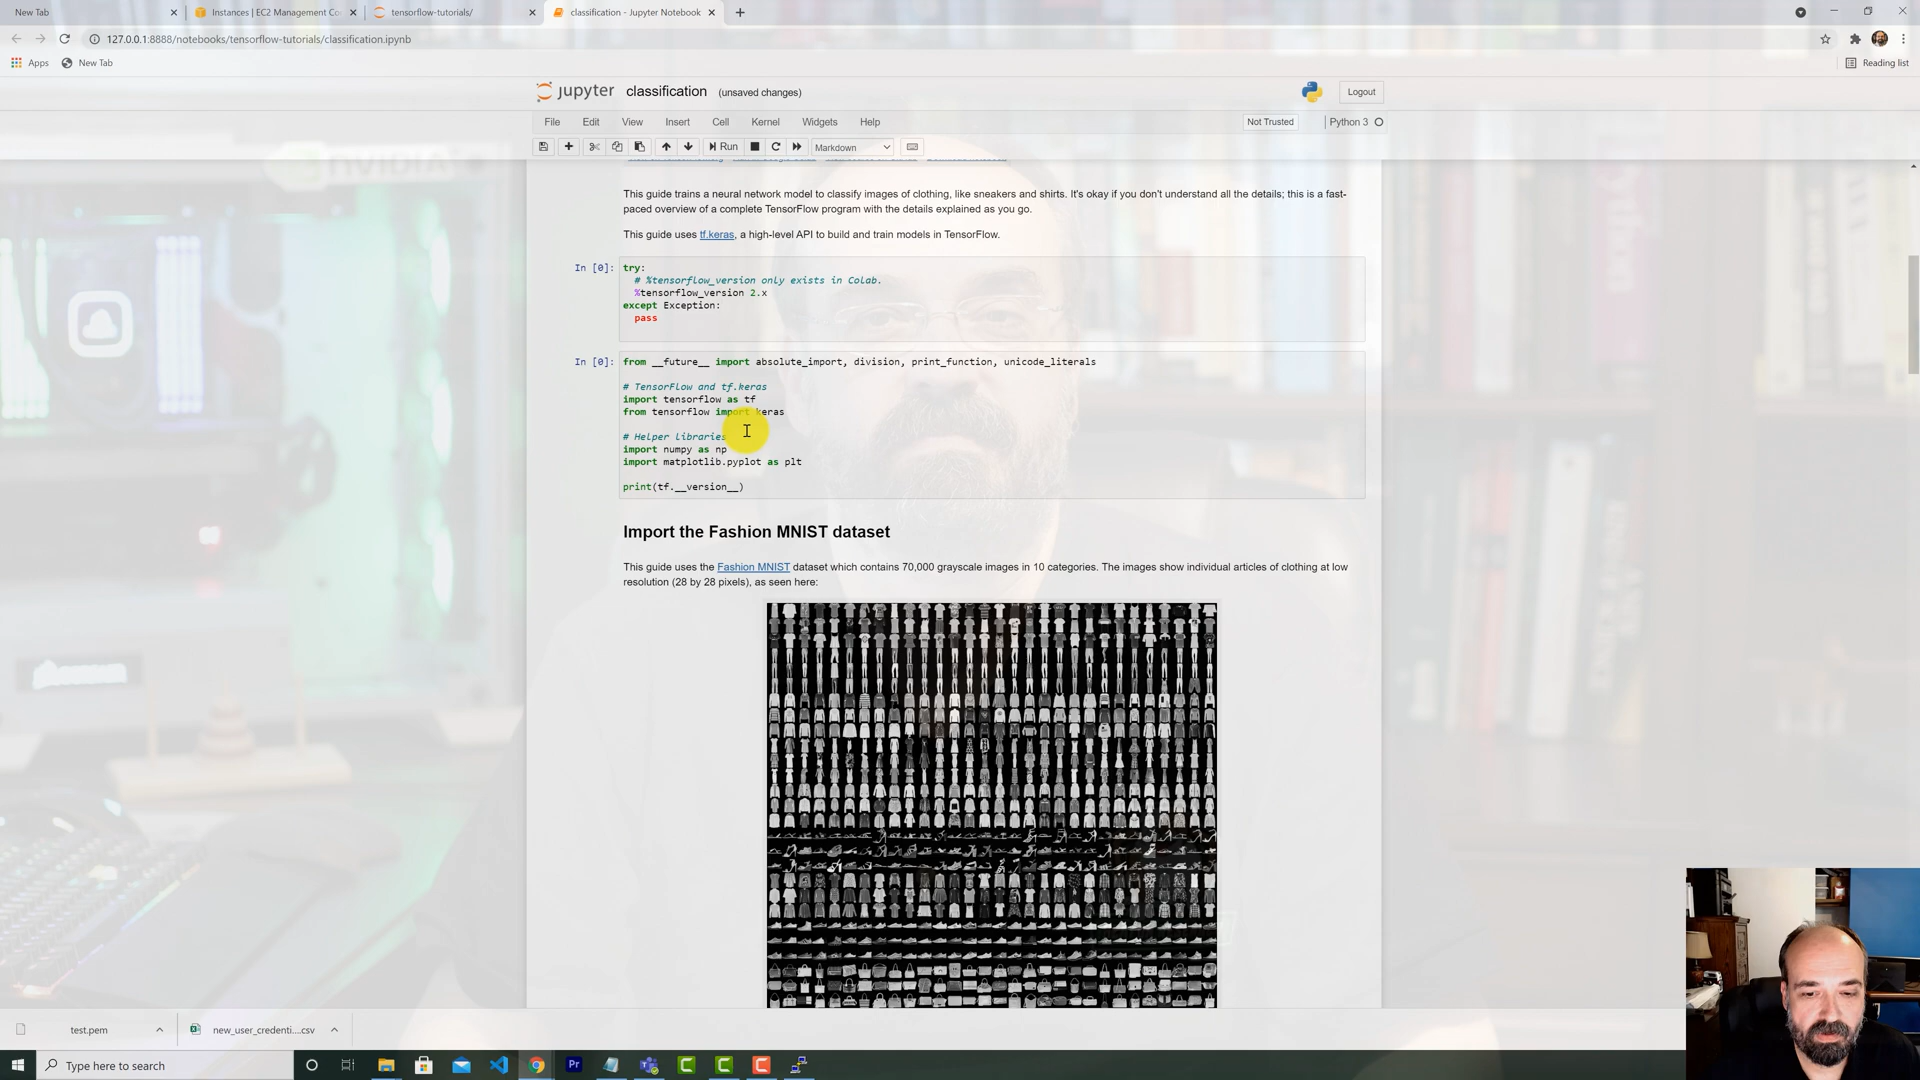 New Tab
Instances | EC2 Management Co
tensorflow-tutorials/
classification - Jupyter Notebook
127.0.0.1:8888/notebooks/tensorflow-tutorials/classification.ipynb
Apps
New Tab
Reading list
jupyter classification (unsaved changes)
Logout
File Edit View Insert Cell Kernel Widgets Help
Not Trusted
Python 3
Run
Markdown
NVIDIA
This guide trains a neural network model to classify images of clothing, like sneakers and shirts. It's okay if you don't understand all the details; this is a fast-
paced overview of a complete TensorFlow program with the details explained as you go.
This guide uses tf.keras, a high-level API to build and train models in TensorFlow.
In [0]: try:
# %tensorflow_version only exists in Colab.
%tensorflow_version 2.x
except Exception:
pass
In [0]: from __future__ import absolute_import, division, print_function, unicode_literals
# TensorFlow and tf.keras
import tensorflow as tf
from tensorflow import keras
# Helper libraries
import numpy as np
import matplotlib.pyplot as plt
print(tf.__version__)
Import the Fashion MNIST dataset
This guide uses the Fashion MNIST dataset which contains 70,000 grayscale images in 10 categories. The images show individual articles of clothing at low
resolution (28 by 28 pixels), as seen here:
test.pem
new_user_credenti....csv
Type here to search
Pr